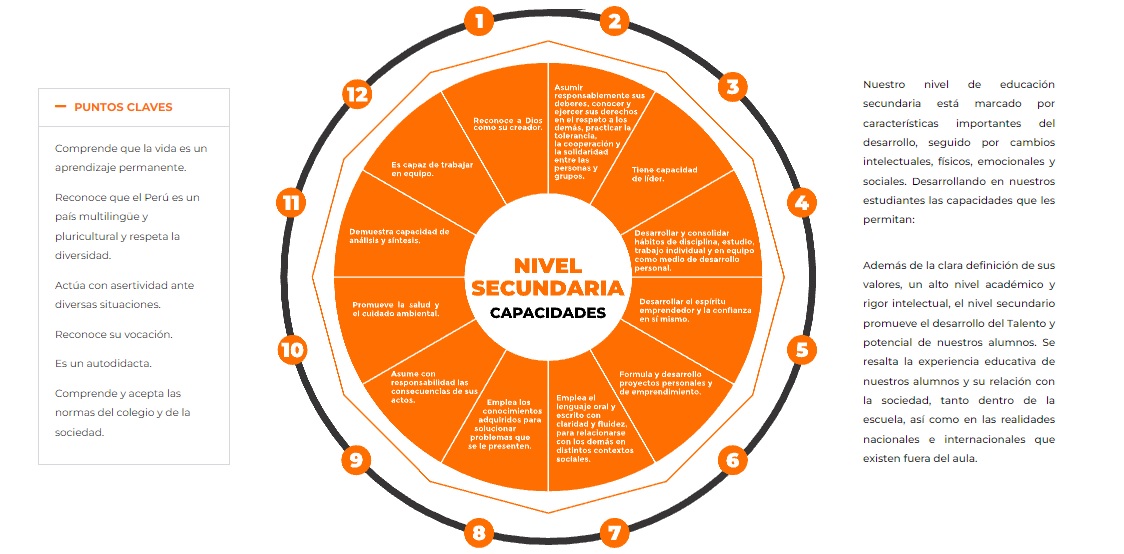 PUNTOS CLAVES
Comprende que la vida es un
aprendizaje permanente.
Reconoce que el Perú es un
país multilingüe y
pluricultural y respeta la
diversidad.
Actúa con asertividad ante
diversas situaciones.
Reconoce su vocación.
Es un autodidacta.
Comprende y acepta las
normas del colegio y de la
sociedad.
NIVEL
SECUNDARIA
CAPACIDADES
1
Reconoce a Dios
como su creador.
2
Asumir
responsablemente sus
deberes, conocer y
ejercer sus derechos
en el respeto a los
demás, practicar la
tolerancia,
la cooperación y
la solidaridad
entre las
personas y
grupos.
3
Tiene capacidad
de líder.
4
Desarrollar y consolidar
hábitos de disciplina, estudio,
trabajo individual y en equipo
como medio de desarrollo
personal.
5
Desarrollar el espíritu
emprendedor y la confianza
en sí mismo.
6
Formula y desarrollo
proyectos personales y
de emprendimiento.
7
Emplea el
lenguaje oral y
escrito con
claridad y fluidez,
para relacionarse
con los demás en
distintos contextos
sociales.
8
Emplea los
conocimientos
adquiridos para
solucionar
problemas que
se le presenten.
9
Asume con
responsabilidad las
consecuencias de sus
actos.
10
Promueve la salud y
el cuidado ambiental.
11
Demuestra capacidad de
análisis y síntesis.
12
Es capaz de trabajar
en equipo.
Nuestro nivel de educación
secundaria está marcado por
características importantes del
desarrollo, seguido por cambios
intelectuales, físicos, emocionales y
sociales. Desarrollando en nuestros
estudiantes las capacidades que les
permitan:
Además de la clara definición de sus
valores, un alto nivel académico y
rigor intelectual, el nivel secundario
promueve el desarrollo del Talento y
potencial de nuestros alumnos. Se
resalta la experiencia educativa de
nuestros alumnos y su relación con
la sociedad, tanto dentro de la
escuela, así como en las realidades
nacionales e internacionales que
existen fuera del aula.